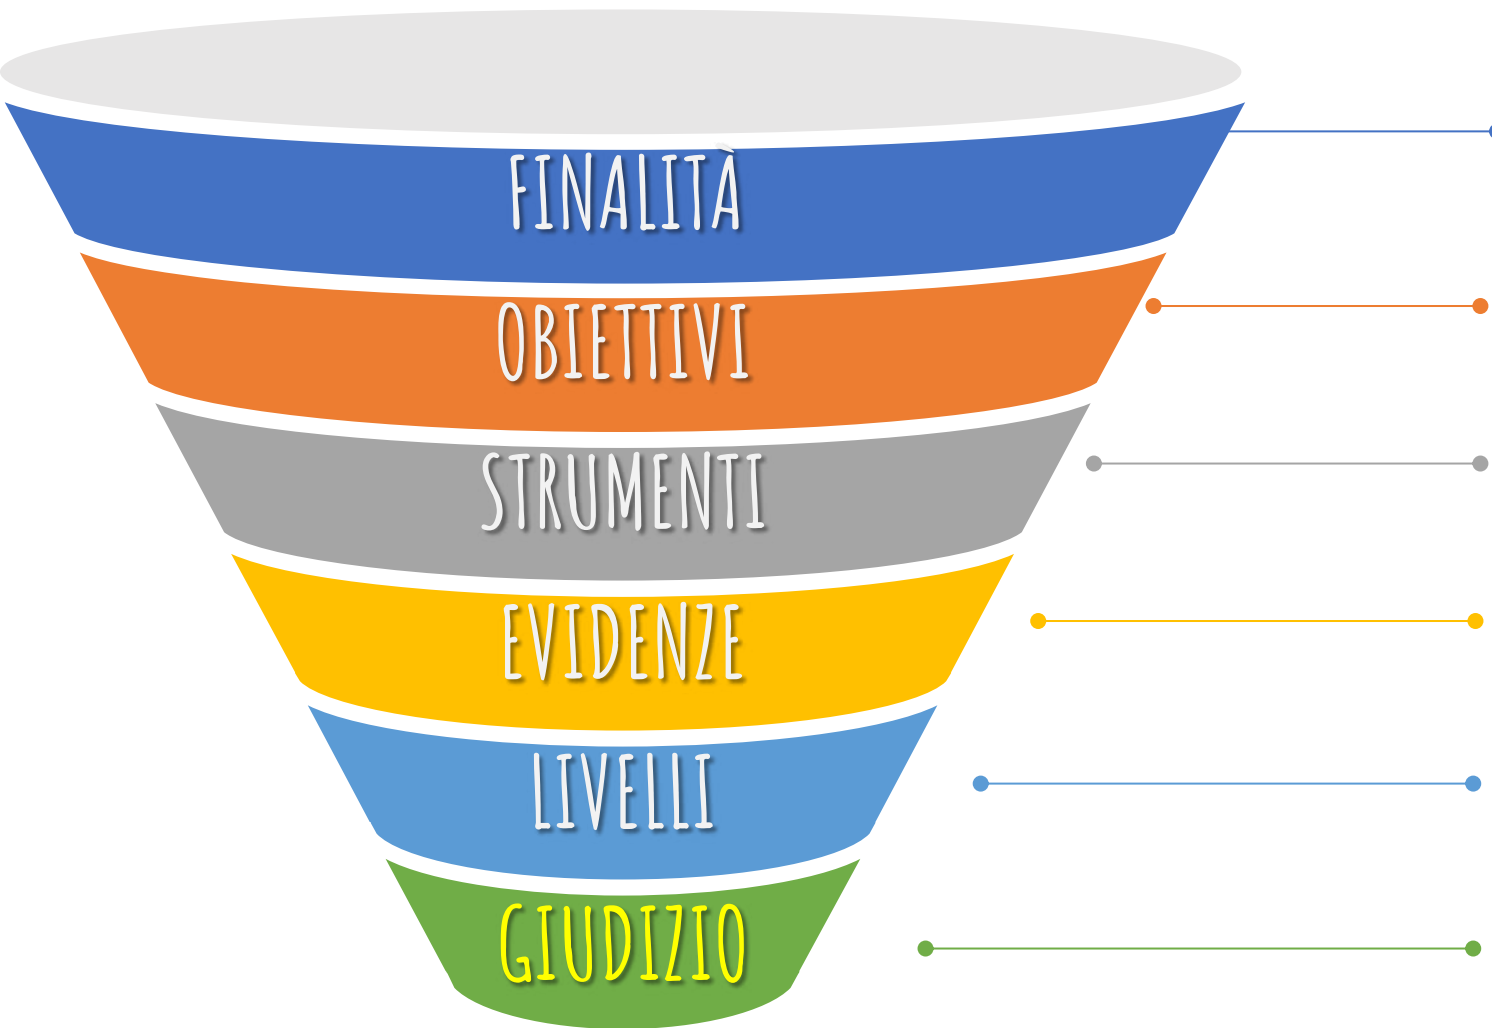 FINALITÀ
OBIETTIVI
STRUMENTI
EVIDENZE
LIVELLI
GIUDIZIO